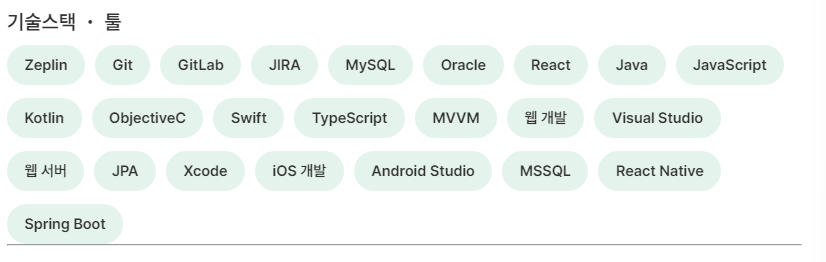 기술스택 · 툴
Zeplin Git GitLab JIRA MySQL Oracle React Java JavaScript
Kotlin ObjectiveC Swift TypeScript MVVM 웹 개발 Visual Studio
웹 서버 JPA Xcode iOS 개발 Android Studio MSSQL React Native
Spring Boot